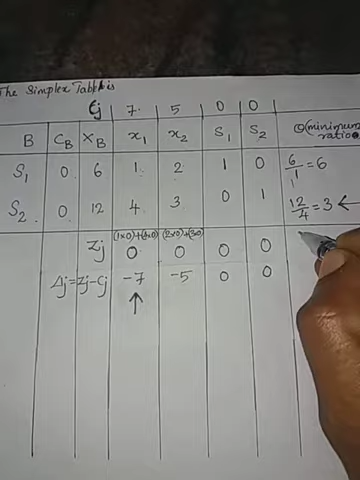 The Simplex Table is
Cj 7 5 0 0
B CB XB x1 x2 S1 S2 θ(minimum ratio)
S1 0 6 1 2 1 0 6/1 = 6
S2 0 12 4 3 0 1 12/4 = 3 ←
Zj (1×0)+(4×0) 0 (2×0)+(3×0) 0 0 0
Δj = Zj - Cj -7 -5 0 0
↑